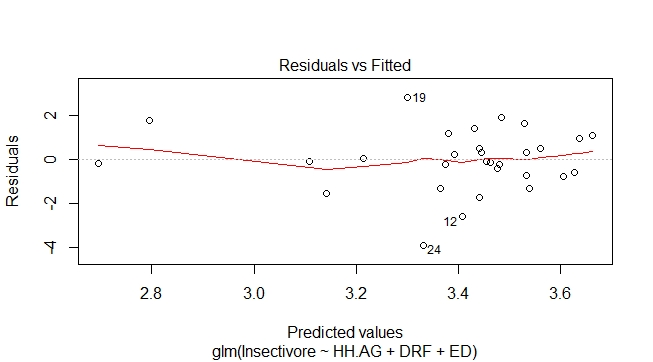 Residuals vs Fitted
Residuals
2
0
-2
-4
19
12
24
2.8 3.0 3.2 3.4 3.6
Predicted values
glm(Insectivore ~ HH.AG + DRF + ED)